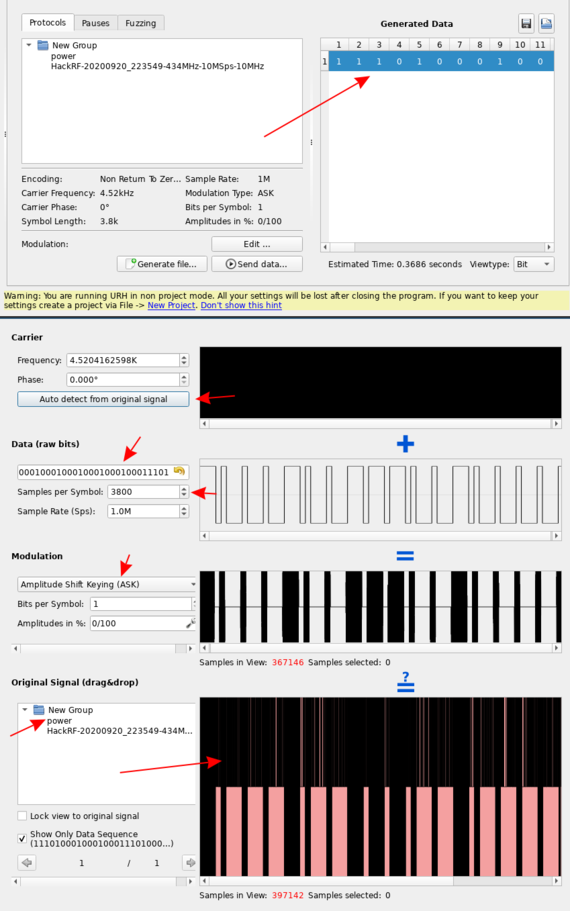 Protocols Pauses Fuzzing
Generated Data
New Group
power
HackRF-20200920_223549-434MHz-10MSps-10MHz
1 2 3 4 5 6 7 8 9 10 11
1 1 1 1 0 1 0 0 0 1 0 0
Encoding: Non Return To Zer... Sample Rate: 1M
Carrier Frequency: 4.52kHz Modulation Type: ASK
Carrier Phase: 0° Bits per Symbol: 1
Symbol Length: 3.8k Amplitudes in %: 0/100
Modulation: Edit ...
Generate file... Send data...
Estimated Time: 0.3686 seconds Viewtype: Bit
Warning: You are running URH in non project mode. All your settings will be lost after closing the program. If you want to keep your
settings create a project via File -> New Project. Don't show this hint
Carrier
Frequency: 4.5204162598K
Phase: 0.000°
Auto detect from original signal
+
Data (raw bits)
0001000100010001000100011101
Samples per Symbol: 3800
Sample Rate (Sps): 1.0M
=
Modulation
Amplitude Shift Keying (ASK)
Bits per Symbol: 1
Amplitudes in %: 0/100
Samples in View: 367146 Samples selected: 0
?
=
Original Signal (drag&drop)
New Group
power
HackRF-20200920_223549-434M...
Lock view to original signal
Show Only Data Sequence
(111010001000100011101000...)
1 / 1
Samples in View: 397142 Samples selected: 0